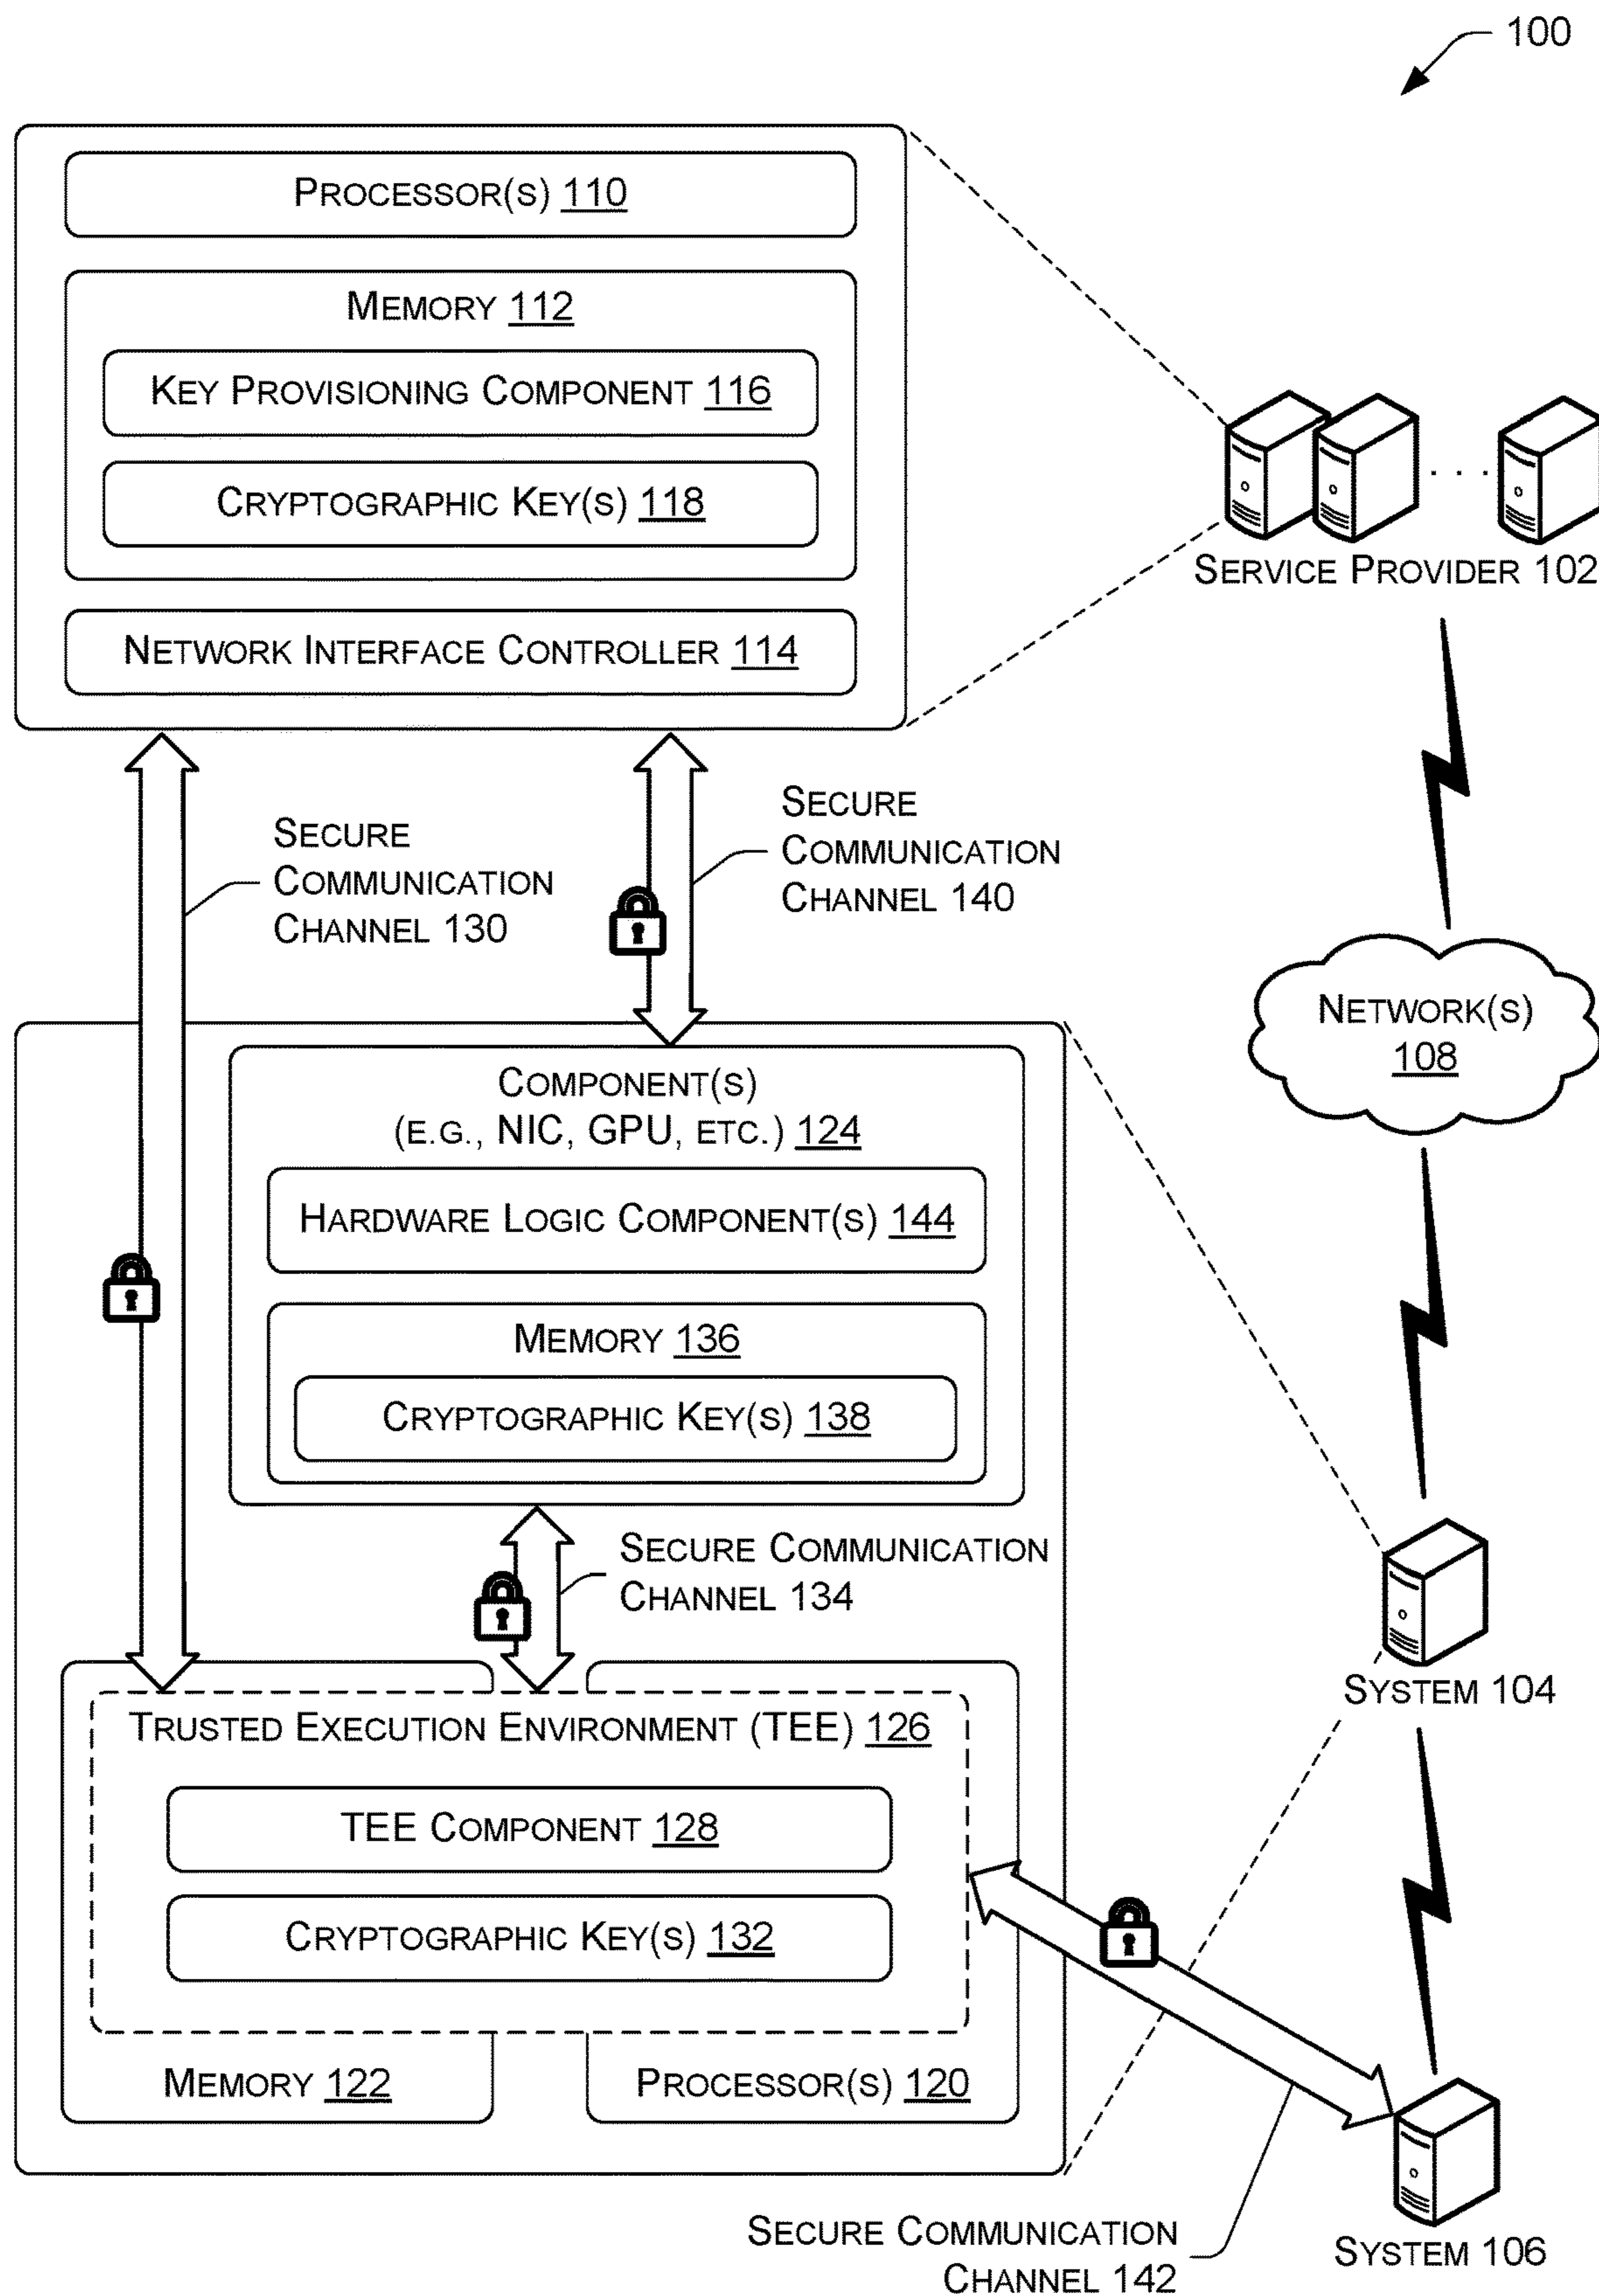 100
PROCESSOR(S) 110
MEMORY 112
KEY PROVISIONING COMPONENT 116
CRYPTOGRAPHIC KEY(S) 118
NETWORK INTERFACE CONTROLLER 114
SERVICE PROVIDER 102
SECURE
COMMUNICATION
CHANNEL 130
SECURE
COMMUNICATION
CHANNEL 140
NETWORK(S)
108
COMPONENT(S)
(E.G., NIC, GPU, ETC.) 124
HARDWARE LOGIC COMPONENT(S) 144
MEMORY 136
CRYPTOGRAPHIC KEY(S) 138
SECURE COMMUNICATION
CHANNEL 134
SYSTEM 104
TRUSTED EXECUTION ENVIRONMENT (TEE) 126
TEE COMPONENT 128
CRYPTOGRAPHIC KEY(S) 132
MEMORY 122
PROCESSOR(S) 120
SECURE COMMUNICATION
CHANNEL 142
SYSTEM 106